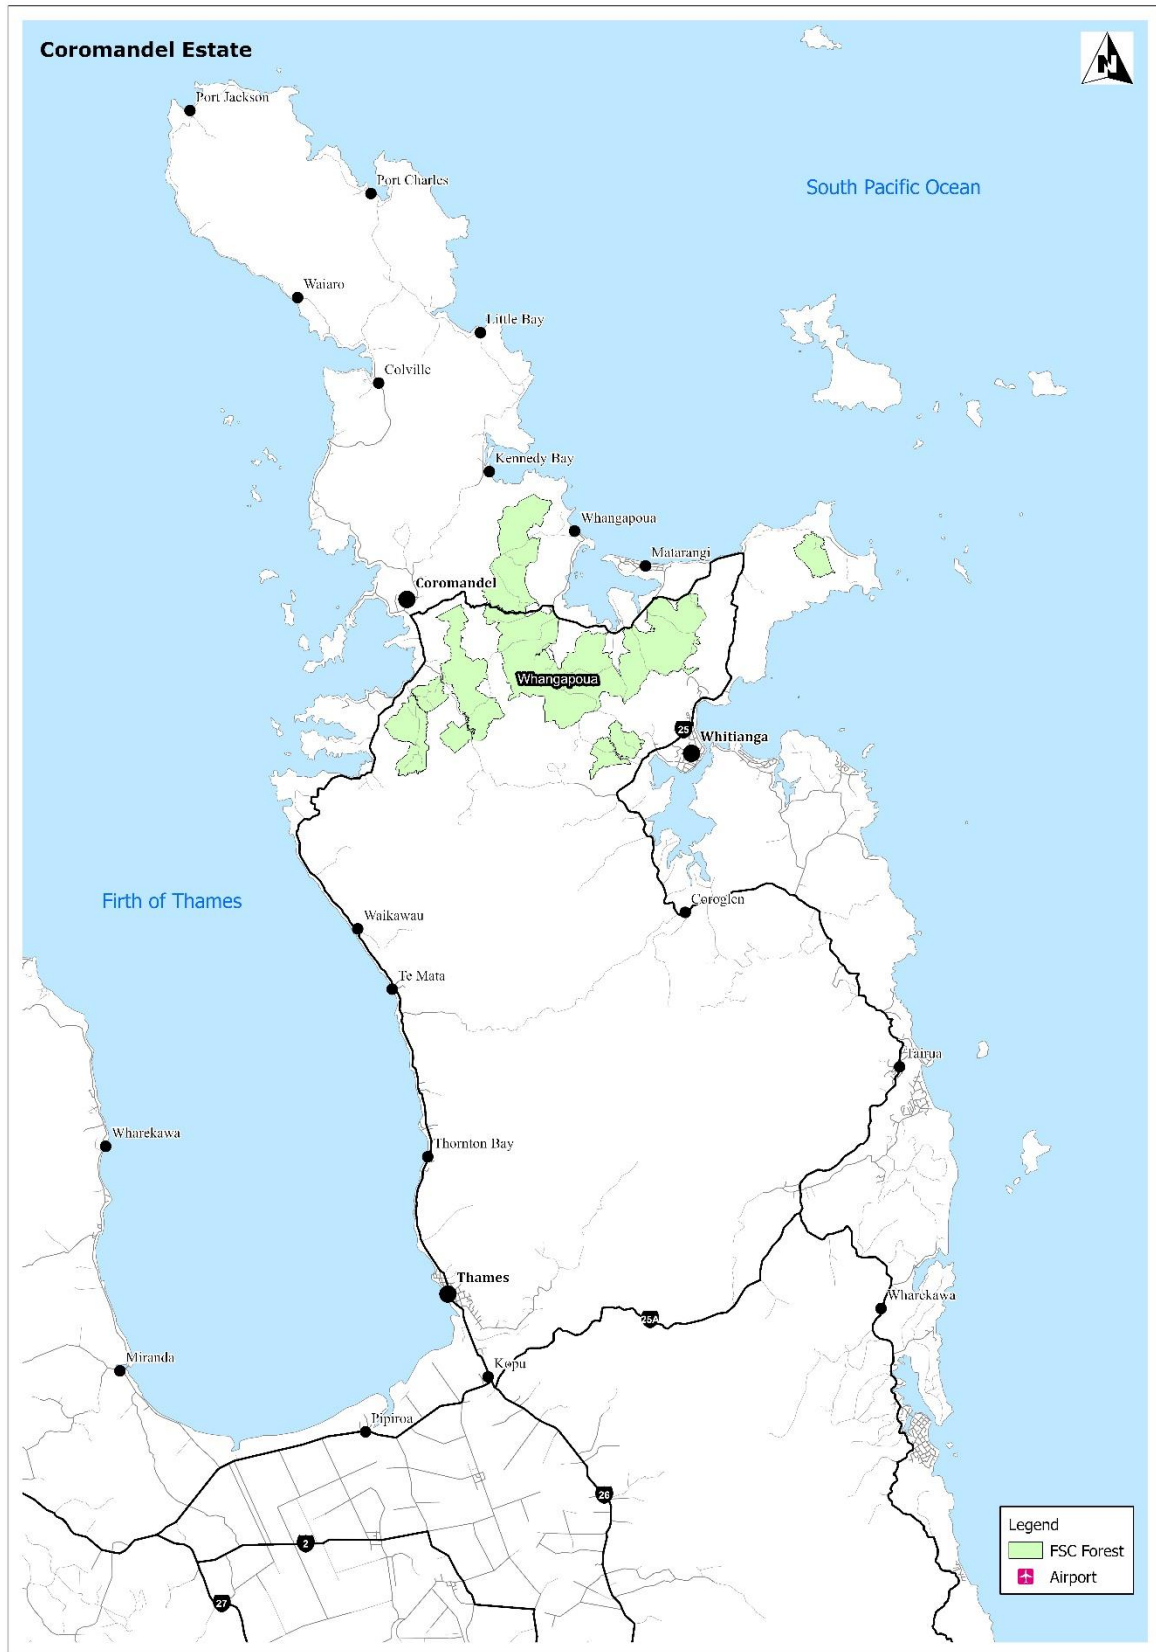 Coromandel Estate
N
Port Jackson
Port Charles
South Pacific Ocean
Waiaro
Little Bay
Colville
Kennedy Bay
Whangapoua
Matarangi
Coromandel
Whangapoua
25
Whitianga
Firth of Thames
Coroglen
Waikawau
Te Mata
Tairua
Wharekawa
Thornton Bay
Thames
Wharekawa
25A
Miranda
Kopu
Pipiroa
26
2
27
Legend
FSC Forest
Airport